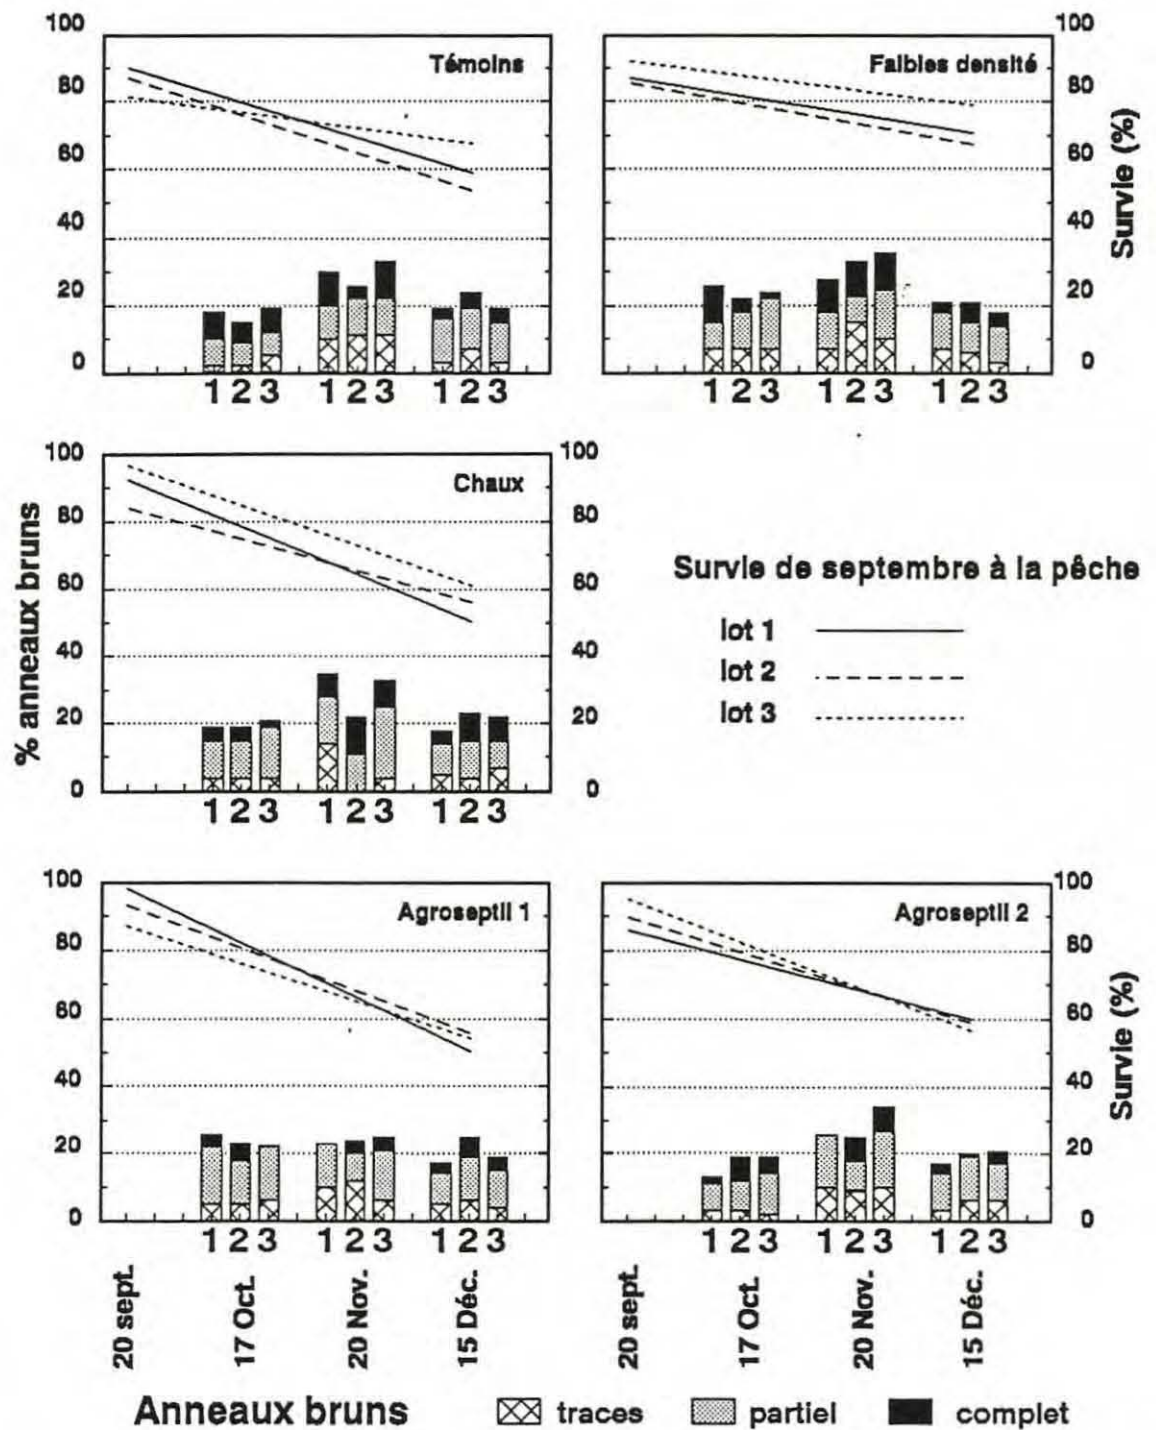 100 100
Témoins Faibles densité
80 80
60 60
40 40
20 20
0 0
Survie (%)
1 2 3 1 2 3 1 2 3 1 2 3 1 2 3 1 2 3
100 100
Chaux
80 80
60 60
40 40
20 20
0 0
% anneaux bruns
1 2 3 1 2 3 1 2 3
Survie de septembre à la pêche
lot 1
lot 2
lot 3
100 100
Agroseptil 1 Agroseptil 2
80 80
60 60
40 40
20 20
0 0
Survie (%)
1 2 3 1 2 3 1 2 3 1 2 3 1 2 3 1 2 3
20 sept. 17 Oct. 20 Nov. 15 Déc. 20 sept. 17 Oct. 20 Nov. 15 Déc.
Anneaux bruns traces partiel complet